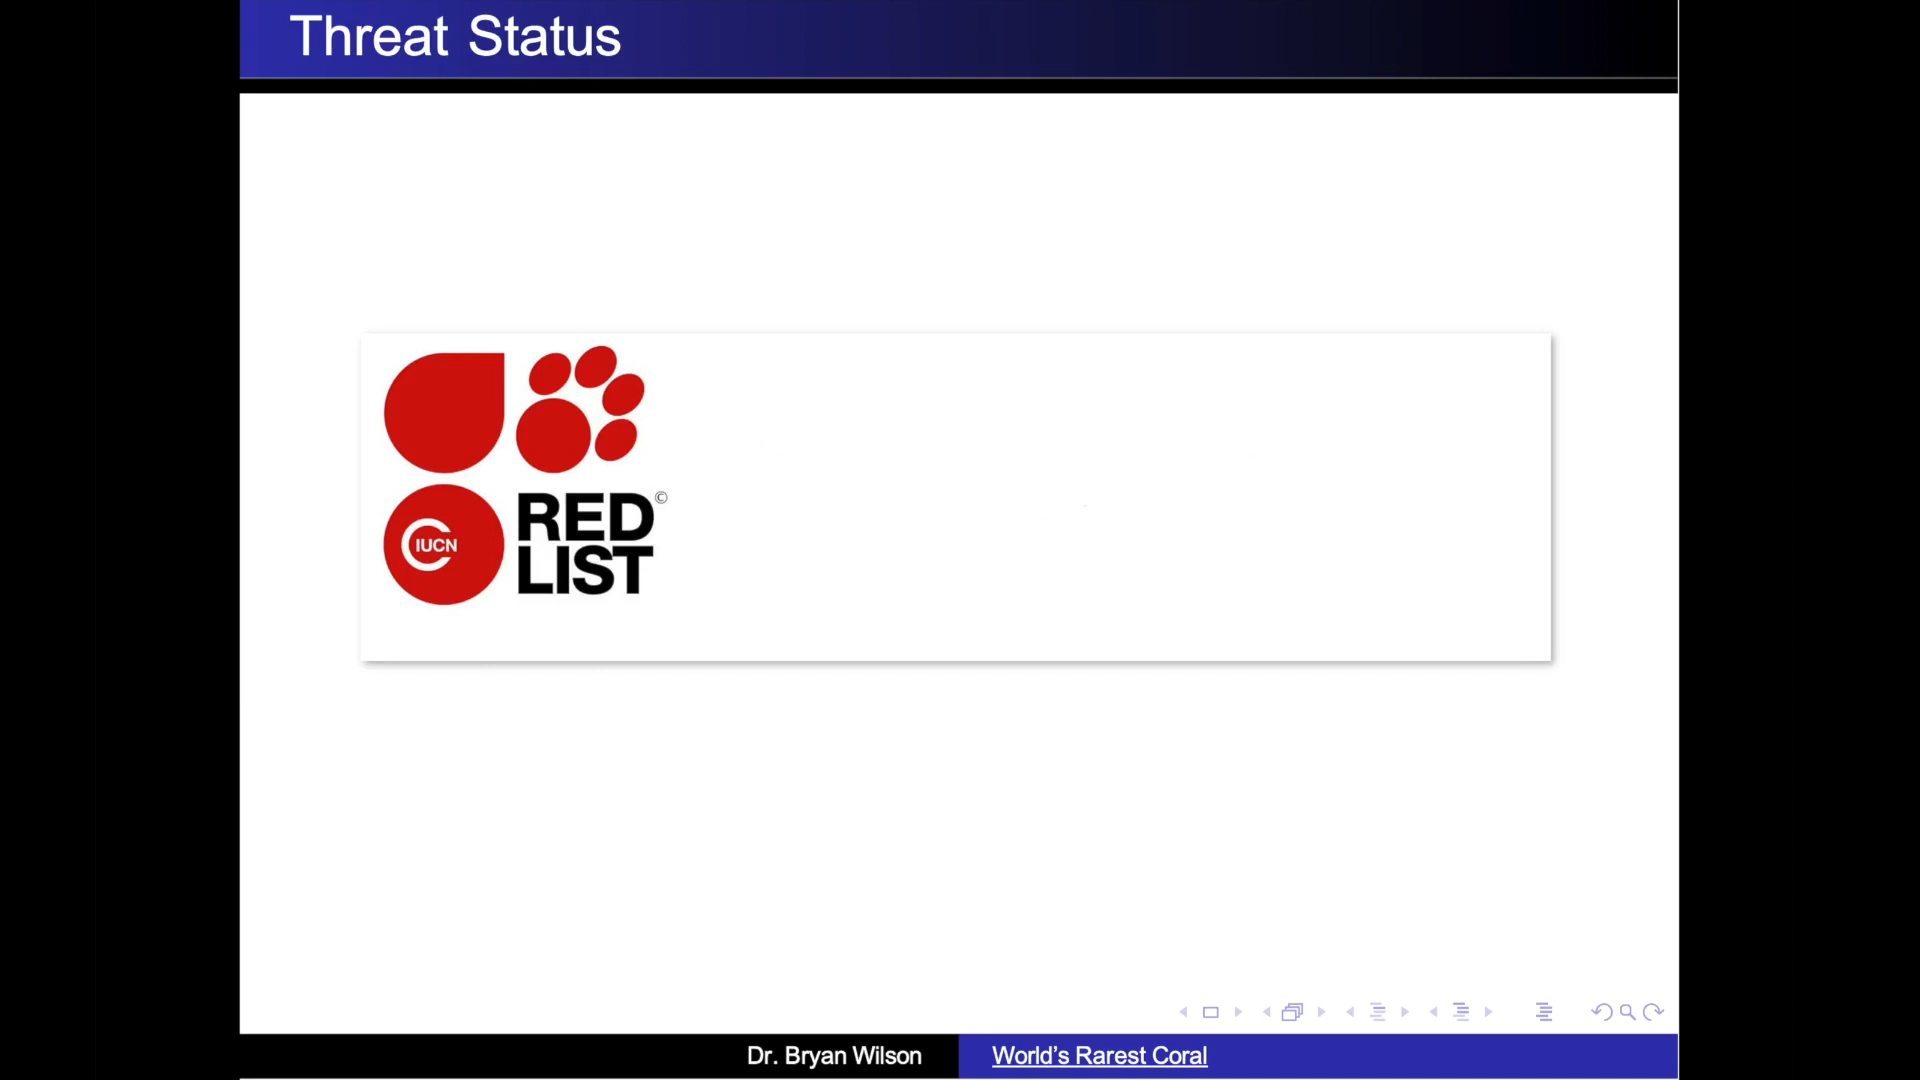 Threat Status
RED©
LIST
IUCN
Dr. Bryan Wilson
World's Rarest Coral